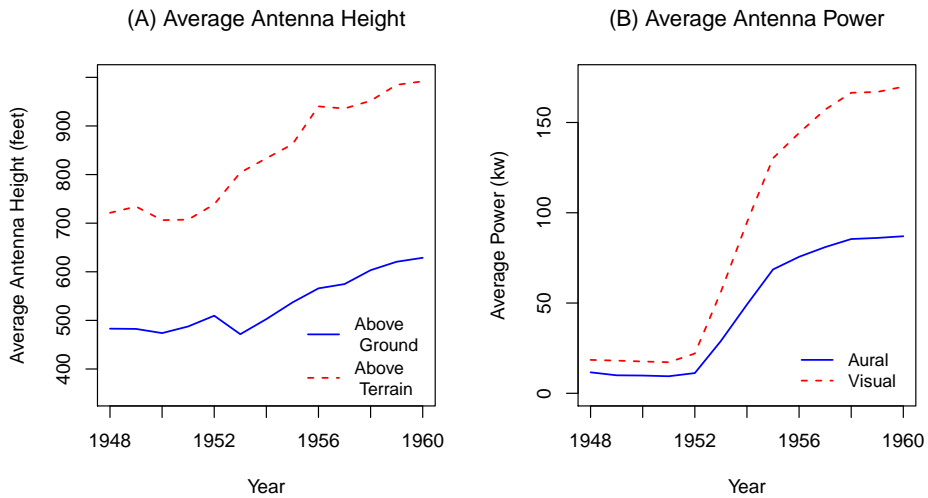 (A) Average Antenna Height
Average Antenna Height (feet)
400
500
600
700
800
900
1948
1952
1956
1960
Year
Above
Ground
Above
Terrain
(B) Average Antenna Power
Average Power (kw)
0
50
100
150
1948
1952
1956
1960
Year
Aural
Visual